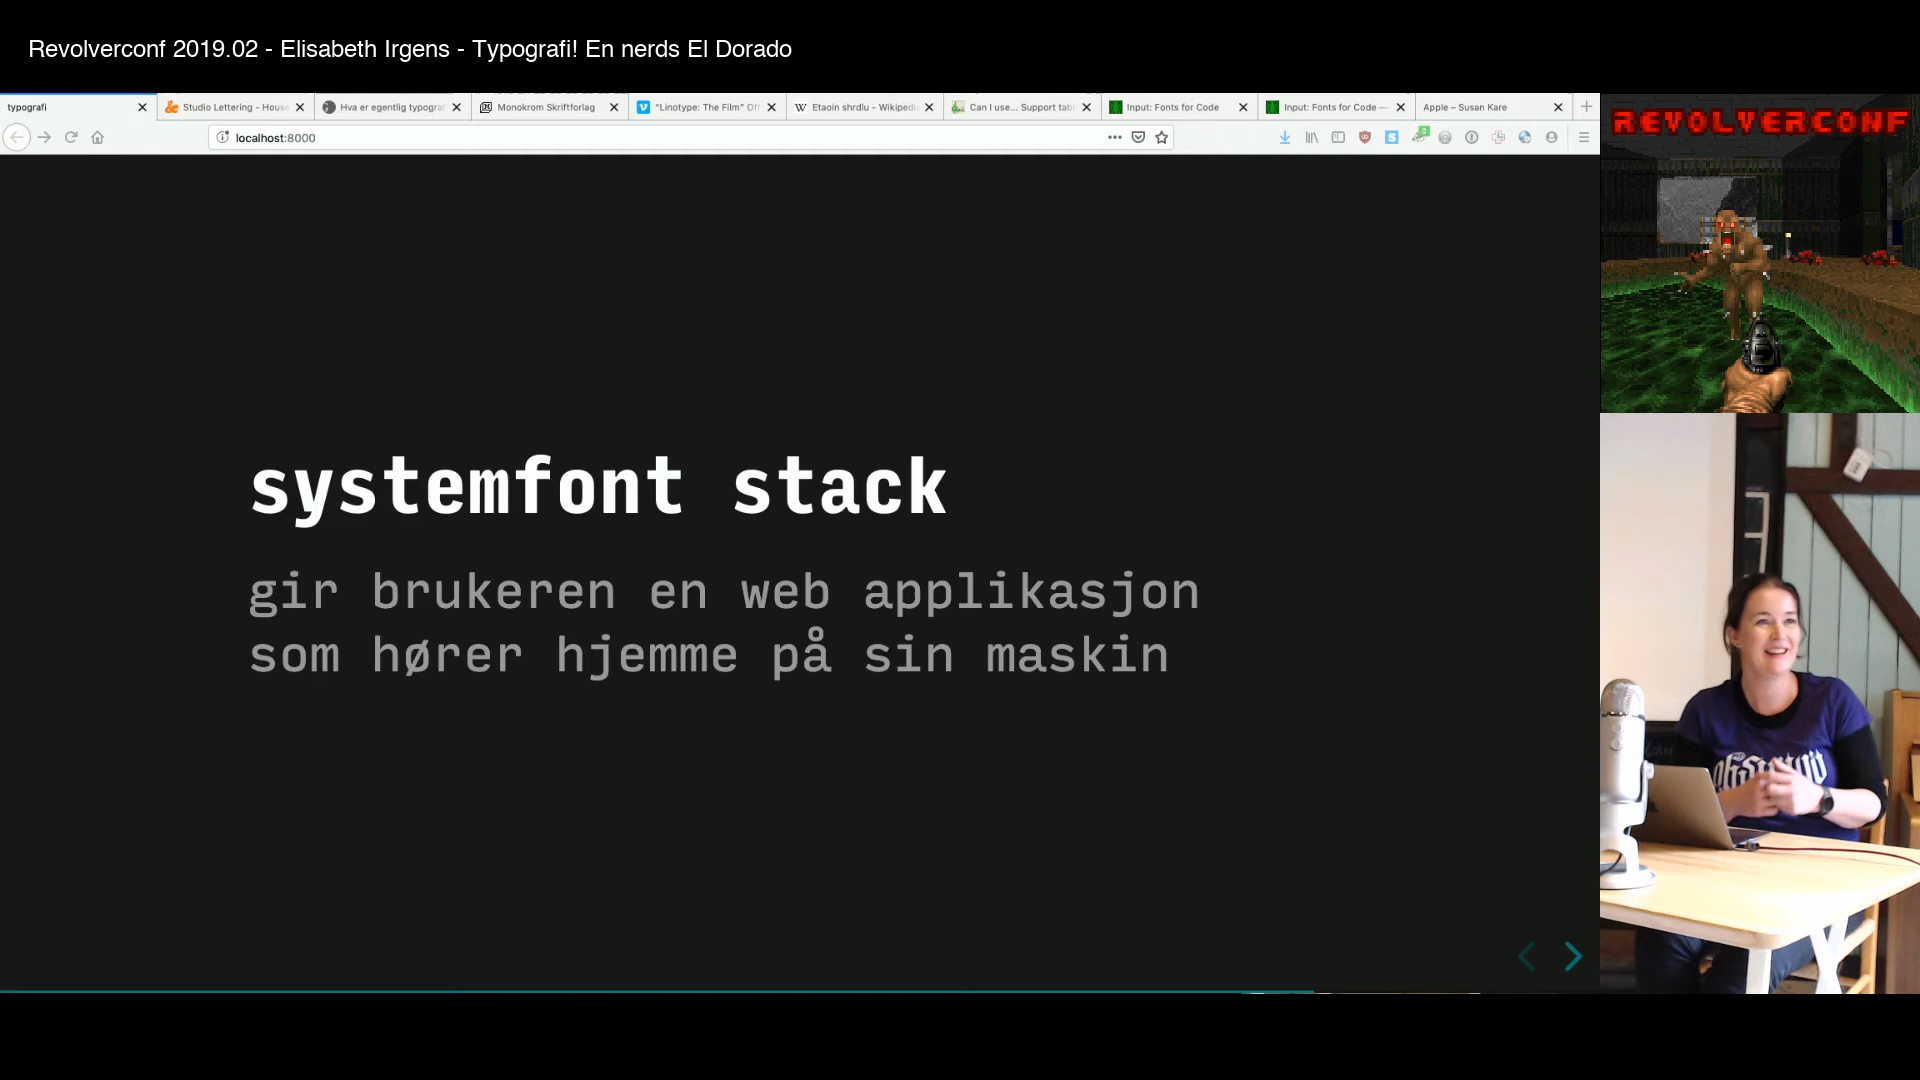 Revolverconf 2019.02 - Elisabeth Irgens - Typografi! En nerds El Dorado
typografi
Studio Lettering - House
Hva er egentlig typograf
Monokrom Skriftforlag
"Linotype: The Film" Of
Etaoin shrdlu - Wikipedi
Can I use... Support tab
Input: Fonts for Code
Input: Fonts for Code —
Apple – Susan Kare
localhost:8000
REVOLVERCONF
systemfont stack
gir brukeren en web applikasjon
som hører hjemme på sin maskin